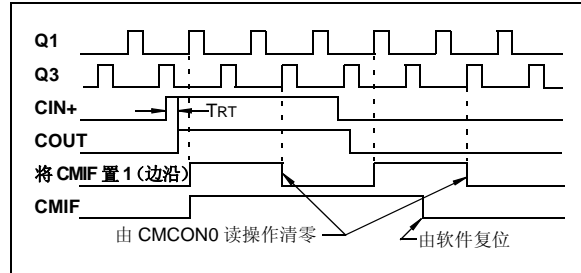 Q1
Q3
CIN+
TRT
COUT
将 CMIF 置 1（边沿）
CMIF
由 CMCON0 读操作清零
由软件复位